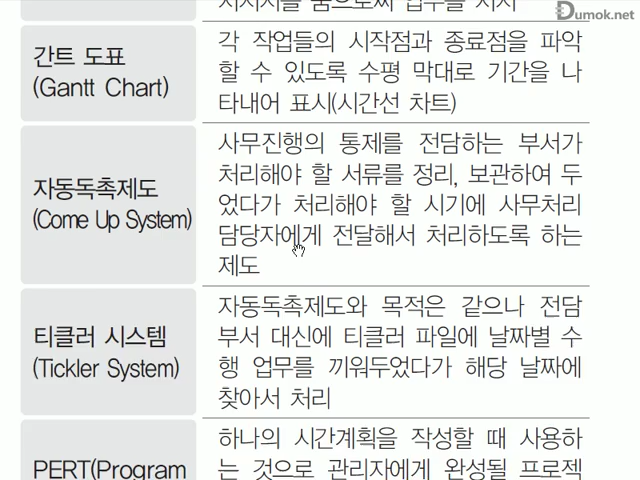 Dumok.net
간트 도표
(Gantt Chart)
각 작업들의 시작점과 종료점을 파악
할 수 있도록 수평 막대로 기간을 나
타내어 표시(시간선 차트)
자동독촉제도
(Come Up System)
사무진행의 통제를 전담하는 부서가
처리해야 할 서류를 정리, 보관하여 두
었다가 처리해야 할 시기에 사무처리
담당자에게 전달해서 처리하도록 하는
제도
티클러 시스템
(Tickler System)
자동독촉제도와 목적은 같으나 전담
부서 대신에 티클러 파일에 날짜별 수
행 업무를 끼워두었다가 해당 날짜에
찾아서 처리
PERT(Program
하나의 시간계획을 작성할 때 사용하
는 것으로 관리자에게 완성될 프로젝